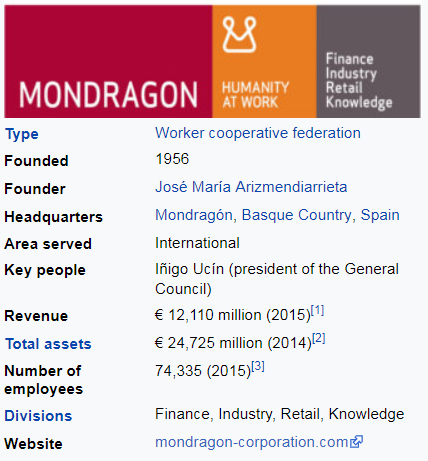 MONDRAGON
HUMANITY
AT WORK
Finance
Industry
Retail
Knowledge
Type Worker cooperative federation
Founded 1956
Founder José María Arizmendiarrieta
Headquarters Mondragón, Basque Country, Spain
Area served International
Key people Iñigo Ucín (president of the General
Council)
Revenue € 12,110 million (2015)[1]
Total assets € 24,725 million (2014)[2]
Number of 74,335 (2015)[3]
employees
Divisions Finance, Industry, Retail, Knowledge
Website mondragon-corporation.com